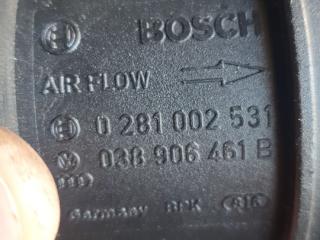 BOSCH
AIR FLOW
0 281 002 531
038 906 461 B
Germany